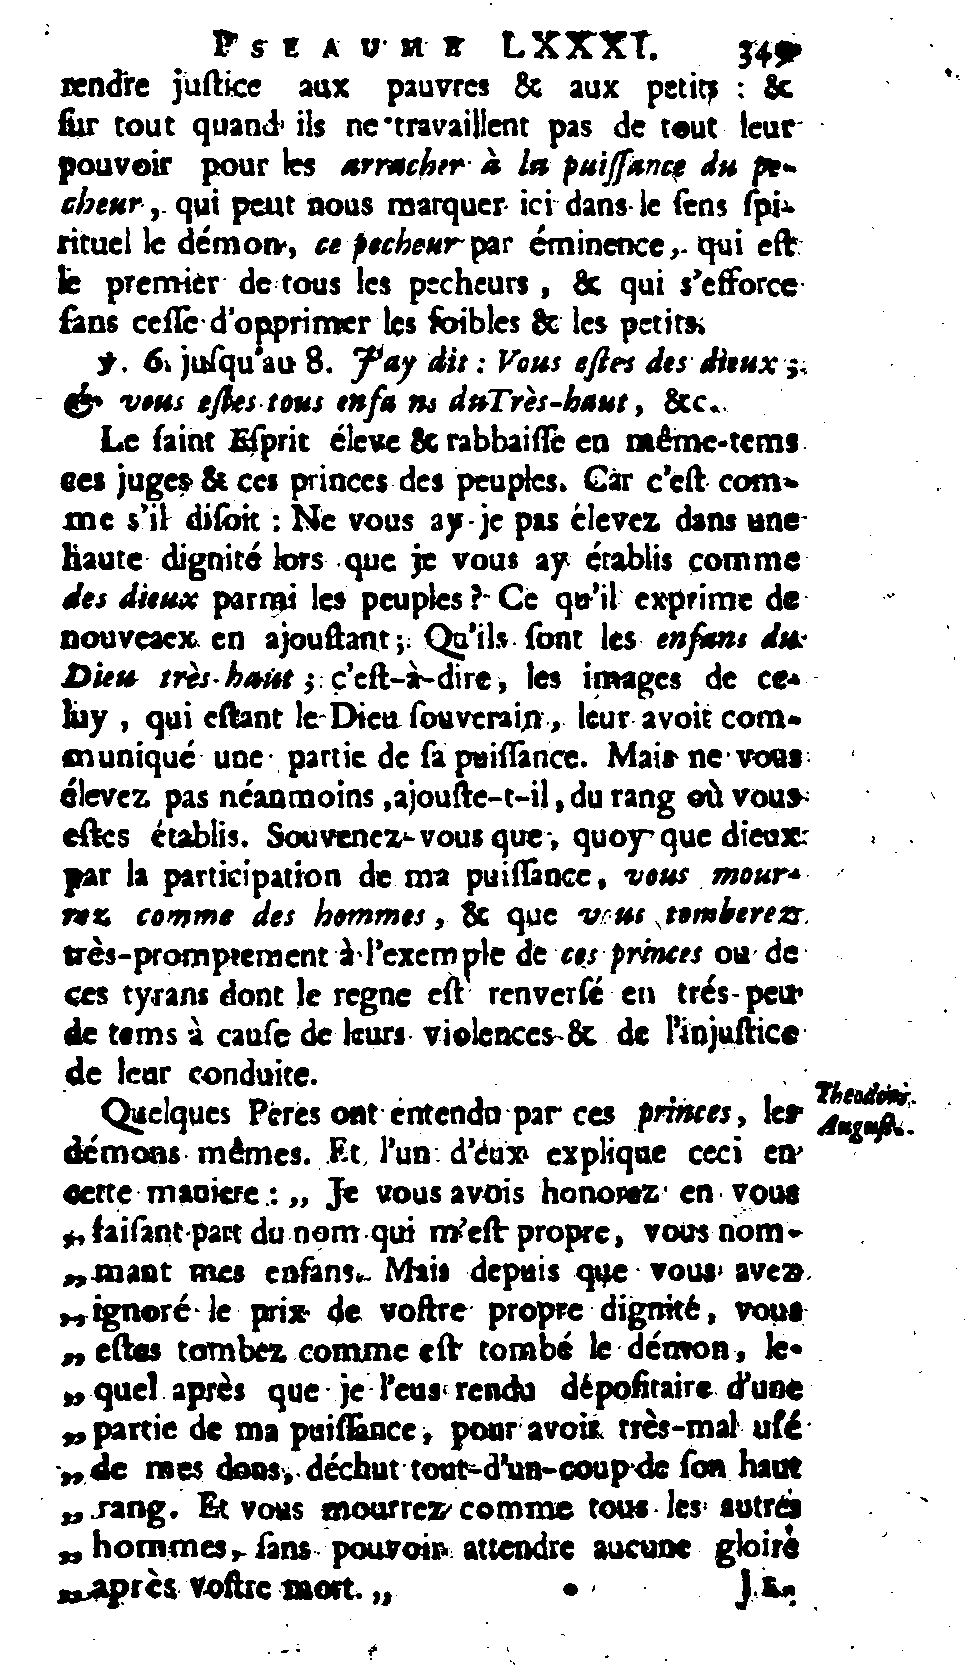 PSEAUME LXXXI. 349
rendre juſtice aux pauvres & aux petits : &
ſur tout quand ils ne travaillent pas de tout leur
pouvoir pour les arracher à la puiſſance du pe-
cheur, qui peut nous marquer ici dans le ſens ſpi-
rituel le démon, ce pecheur par éminence, qui eſt
le premier de tous les pecheurs, & qui s'efforce
ſans ceſſe d'opprimer les foibles & les petits.
℣. 6. juſqu'au 8. J'ay dit : Vous eſtes des dieux ;
& vous eſtes tous enfans du Très-haut, &c.
Le ſaint Eſprit éleve & rabbaiſſe en même-tems
ces juges & ces princes des peuples. Car c'eſt com-
me s'il diſoit : Ne vous ay-je pas élevez dans une
haute dignité lors que je vous ay établis comme
des dieux parmi les peuples ? Ce qu'il exprime de
nouveaux en ajouſtant ; Qu'ils ſont les enfans du
Dieu très-haut ; c'eſt-à-dire, les images de ce-
luy, qui eſtant le Dieu ſouverain, leur avoit com-
muniqué une partie de ſa puiſſance. Mais ne vous
élevez pas néanmoins, ajouſte-t-il, du rang où vous
eſtes établis. Souvenez-vous que, quoy que dieux
par la participation de ma puiſſance, vous mour-
rez comme des hommes, & que vous tomberez
très-promptement à l'exemple de ces princes ou de
ces tyrans dont le regne eſt renverſé en trés-peu
de tems à cauſe de leurs violences & de l'injuſtice
de leur conduite.
Quelques Peres ont entendu par ces princes, les
démons mêmes. Et l'un d'eux explique ceci en
cette maniere : „ Je vous avois honorez en vous
„ faiſant part du nom qui m'eſt propre, vous nom-
„ mant mes enfans. Mais depuis que vous avez
„ ignoré le prix de voſtre propre dignité, vous
„ eſtes tombez comme eſt tombé le démon, le-
„ quel après que je l'eus rendu dépoſitaire d'une
„ partie de ma puiſſance, pour avoir très-mal uſé
„ de mes dons, déchut tout-d'un-coup de ſon haut
„ rang. Et vous mourrez comme tous les autres
„ hommes, ſans pouvoir attendre aucune gloire
„ après voſtre mort. „
Theodoir.
Auguſt.